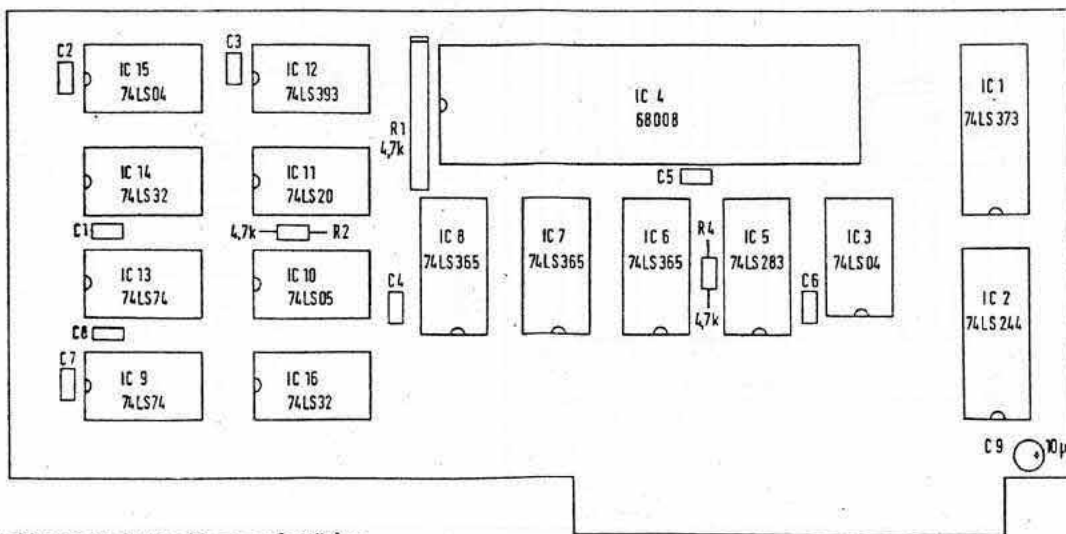 C2
IC 15
74LS04
C3
IC 12
74LS393
R1
4,7k
IC 4
68008
IC 1
74LS373
IC 14
74LS32
IC 11
74LS20
C5
C1
4,7k
R2
IC 8
74LS365
IC 7
74LS365
IC 6
74LS365
R4
4,7k
IC 5
74LS283
IC 3
74LS04
IC 13
74LS74
IC 10
74LS05
C4
C6
IC 2
74LS244
C8
C7
IC 9
74LS74
IC 16
74LS32
C9
10µ